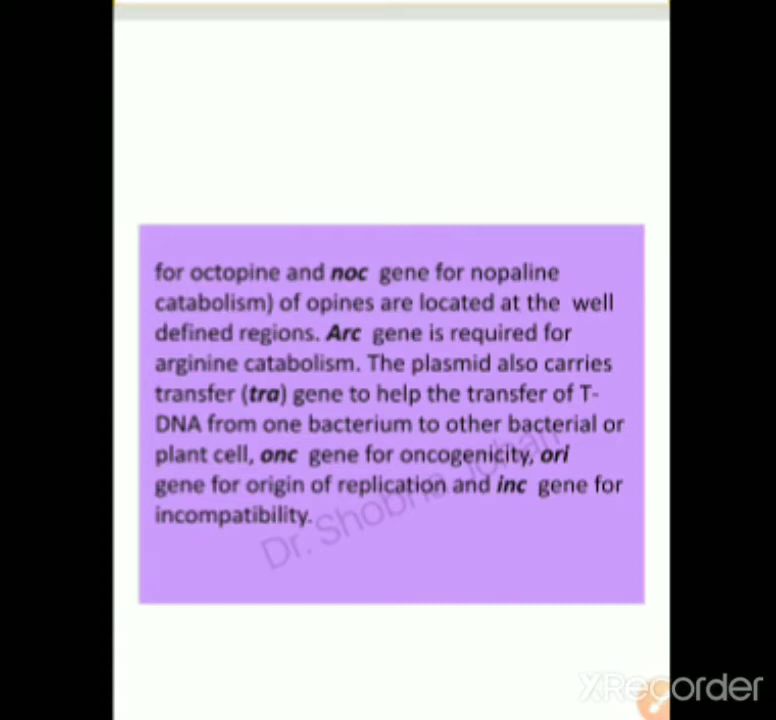 for octopine and noc gene for nopaline
catabolism) of opines are located at the well
defined regions. Arc gene is required for
arginine catabolism. The plasmid also carries
transfer (tra) gene to help the transfer of T-
DNA from one bacterium to other bacterial or
plant cell, onc gene for oncogenicity, ori
gene for origin of replication and inc gene for
incompatibility.
Dr. Shobha
XRecorder